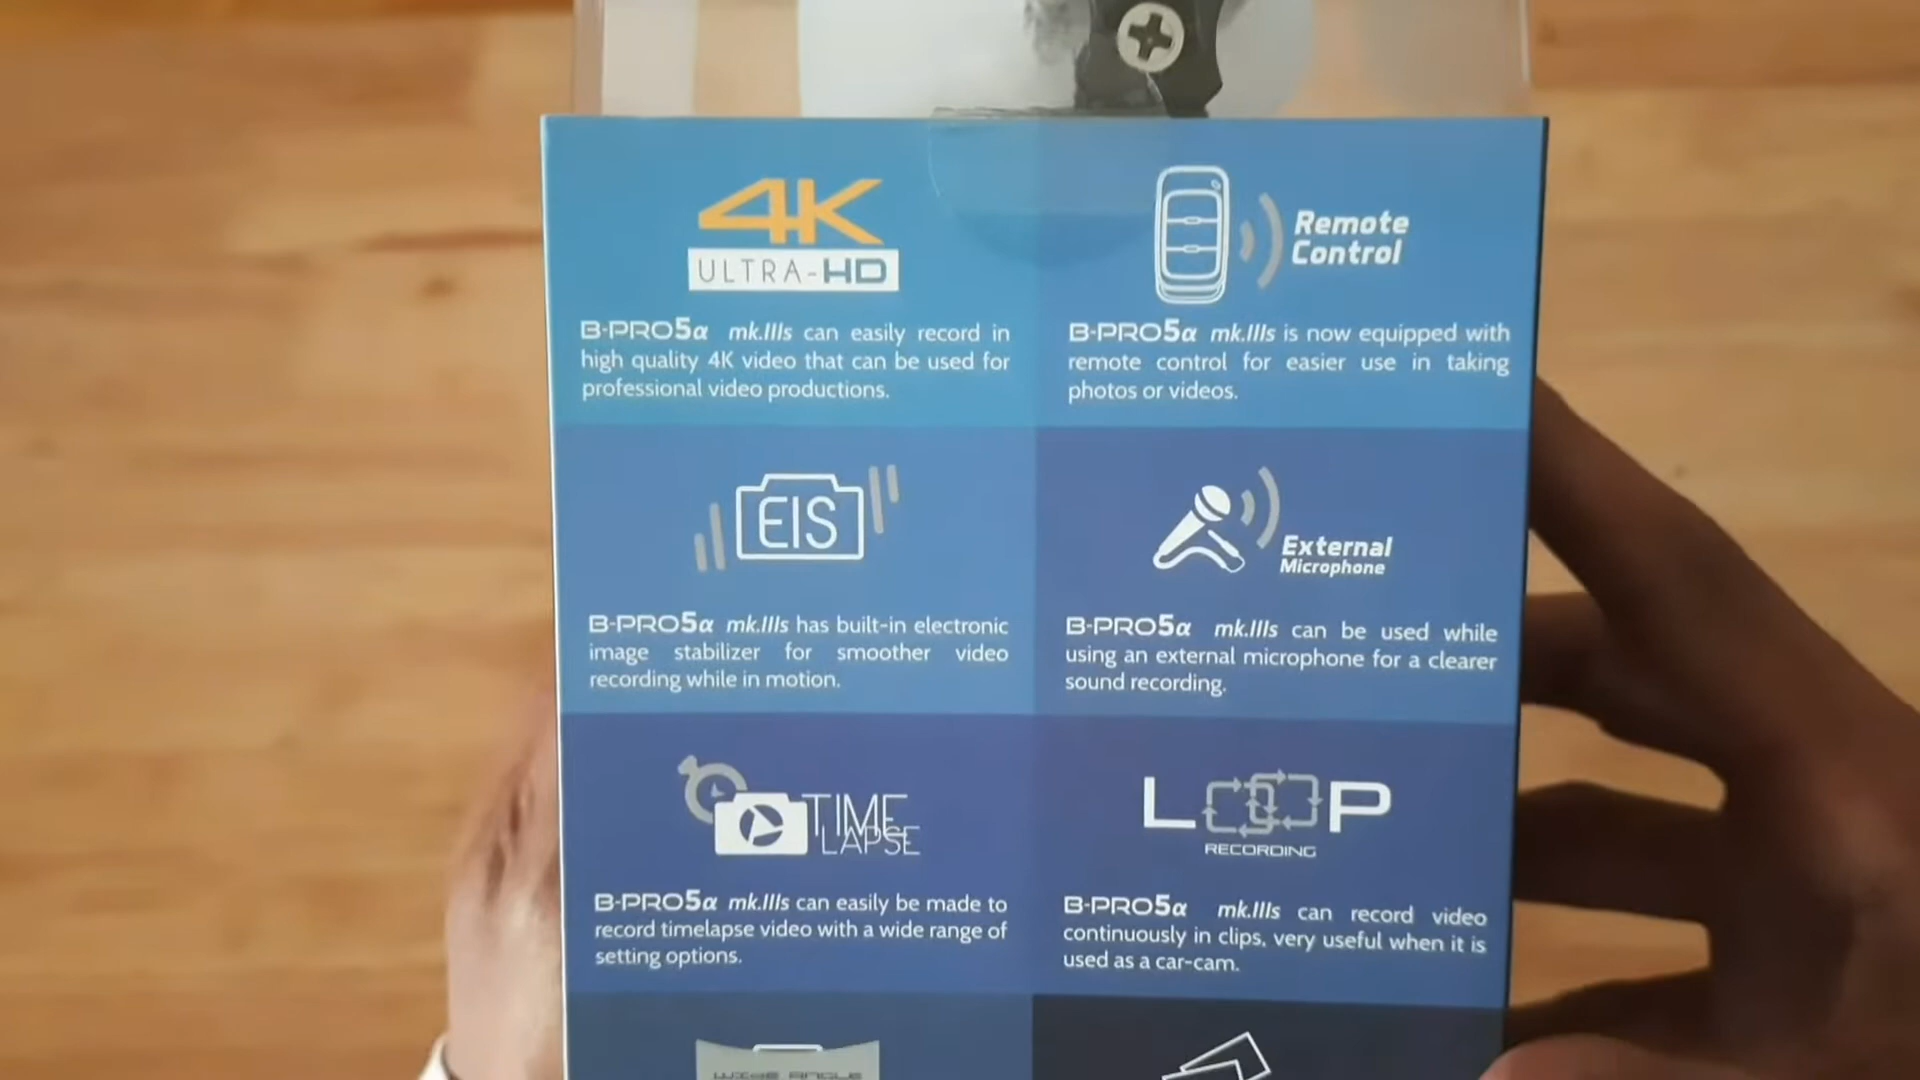 4K
ULTRA-HD
B-PRO5α mk.IIIs can easily record in
high quality 4K video that can be used for
professional video productions.
Remote
Control
B-PRO5α mk.IIIs is now equipped with
remote control for easier use in taking
photos or videos.
EIS
B-PRO5α mk.IIIs has built-in electronic
image stabilizer for smoother video
recording while in motion.
External
Microphone
B-PRO5α mk.IIIs can be used while
using an external microphone for a clearer
sound recording.
TIME
LAPSE
B-PRO5α mk.IIIs can easily be made to
record timelapse video with a wide range of
setting options.
LOOP
RECORDING
B-PRO5α mk.IIIs can record video
continuously in clips, very useful when it is
used as a car-cam.
WIDE ANGLE